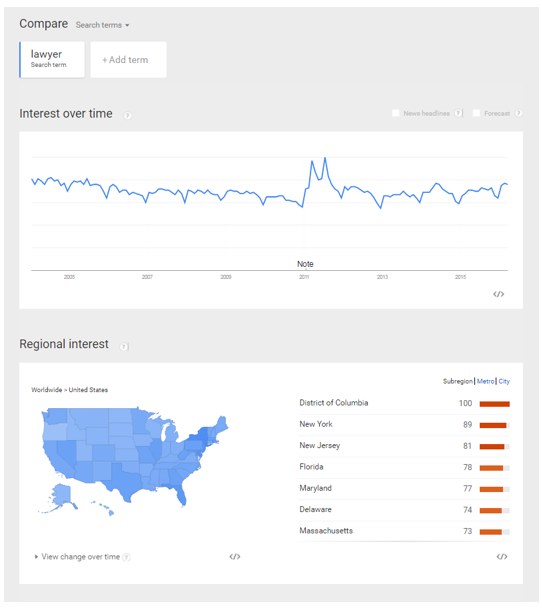 Compare Search terms
lawyer
Search term
+Add term
Interest over time ?
News headlines ? Forecast ?
Note
2005 2007 2009 2011 2013 2015
</>
Regional interest ?
Subregion | Metro | City
Worldwide > United States
District of Columbia 100
New York 89
New Jersey 81
Florida 78
Maryland 77
Delaware 74
Massachusetts 73
View change over time ? </> </>